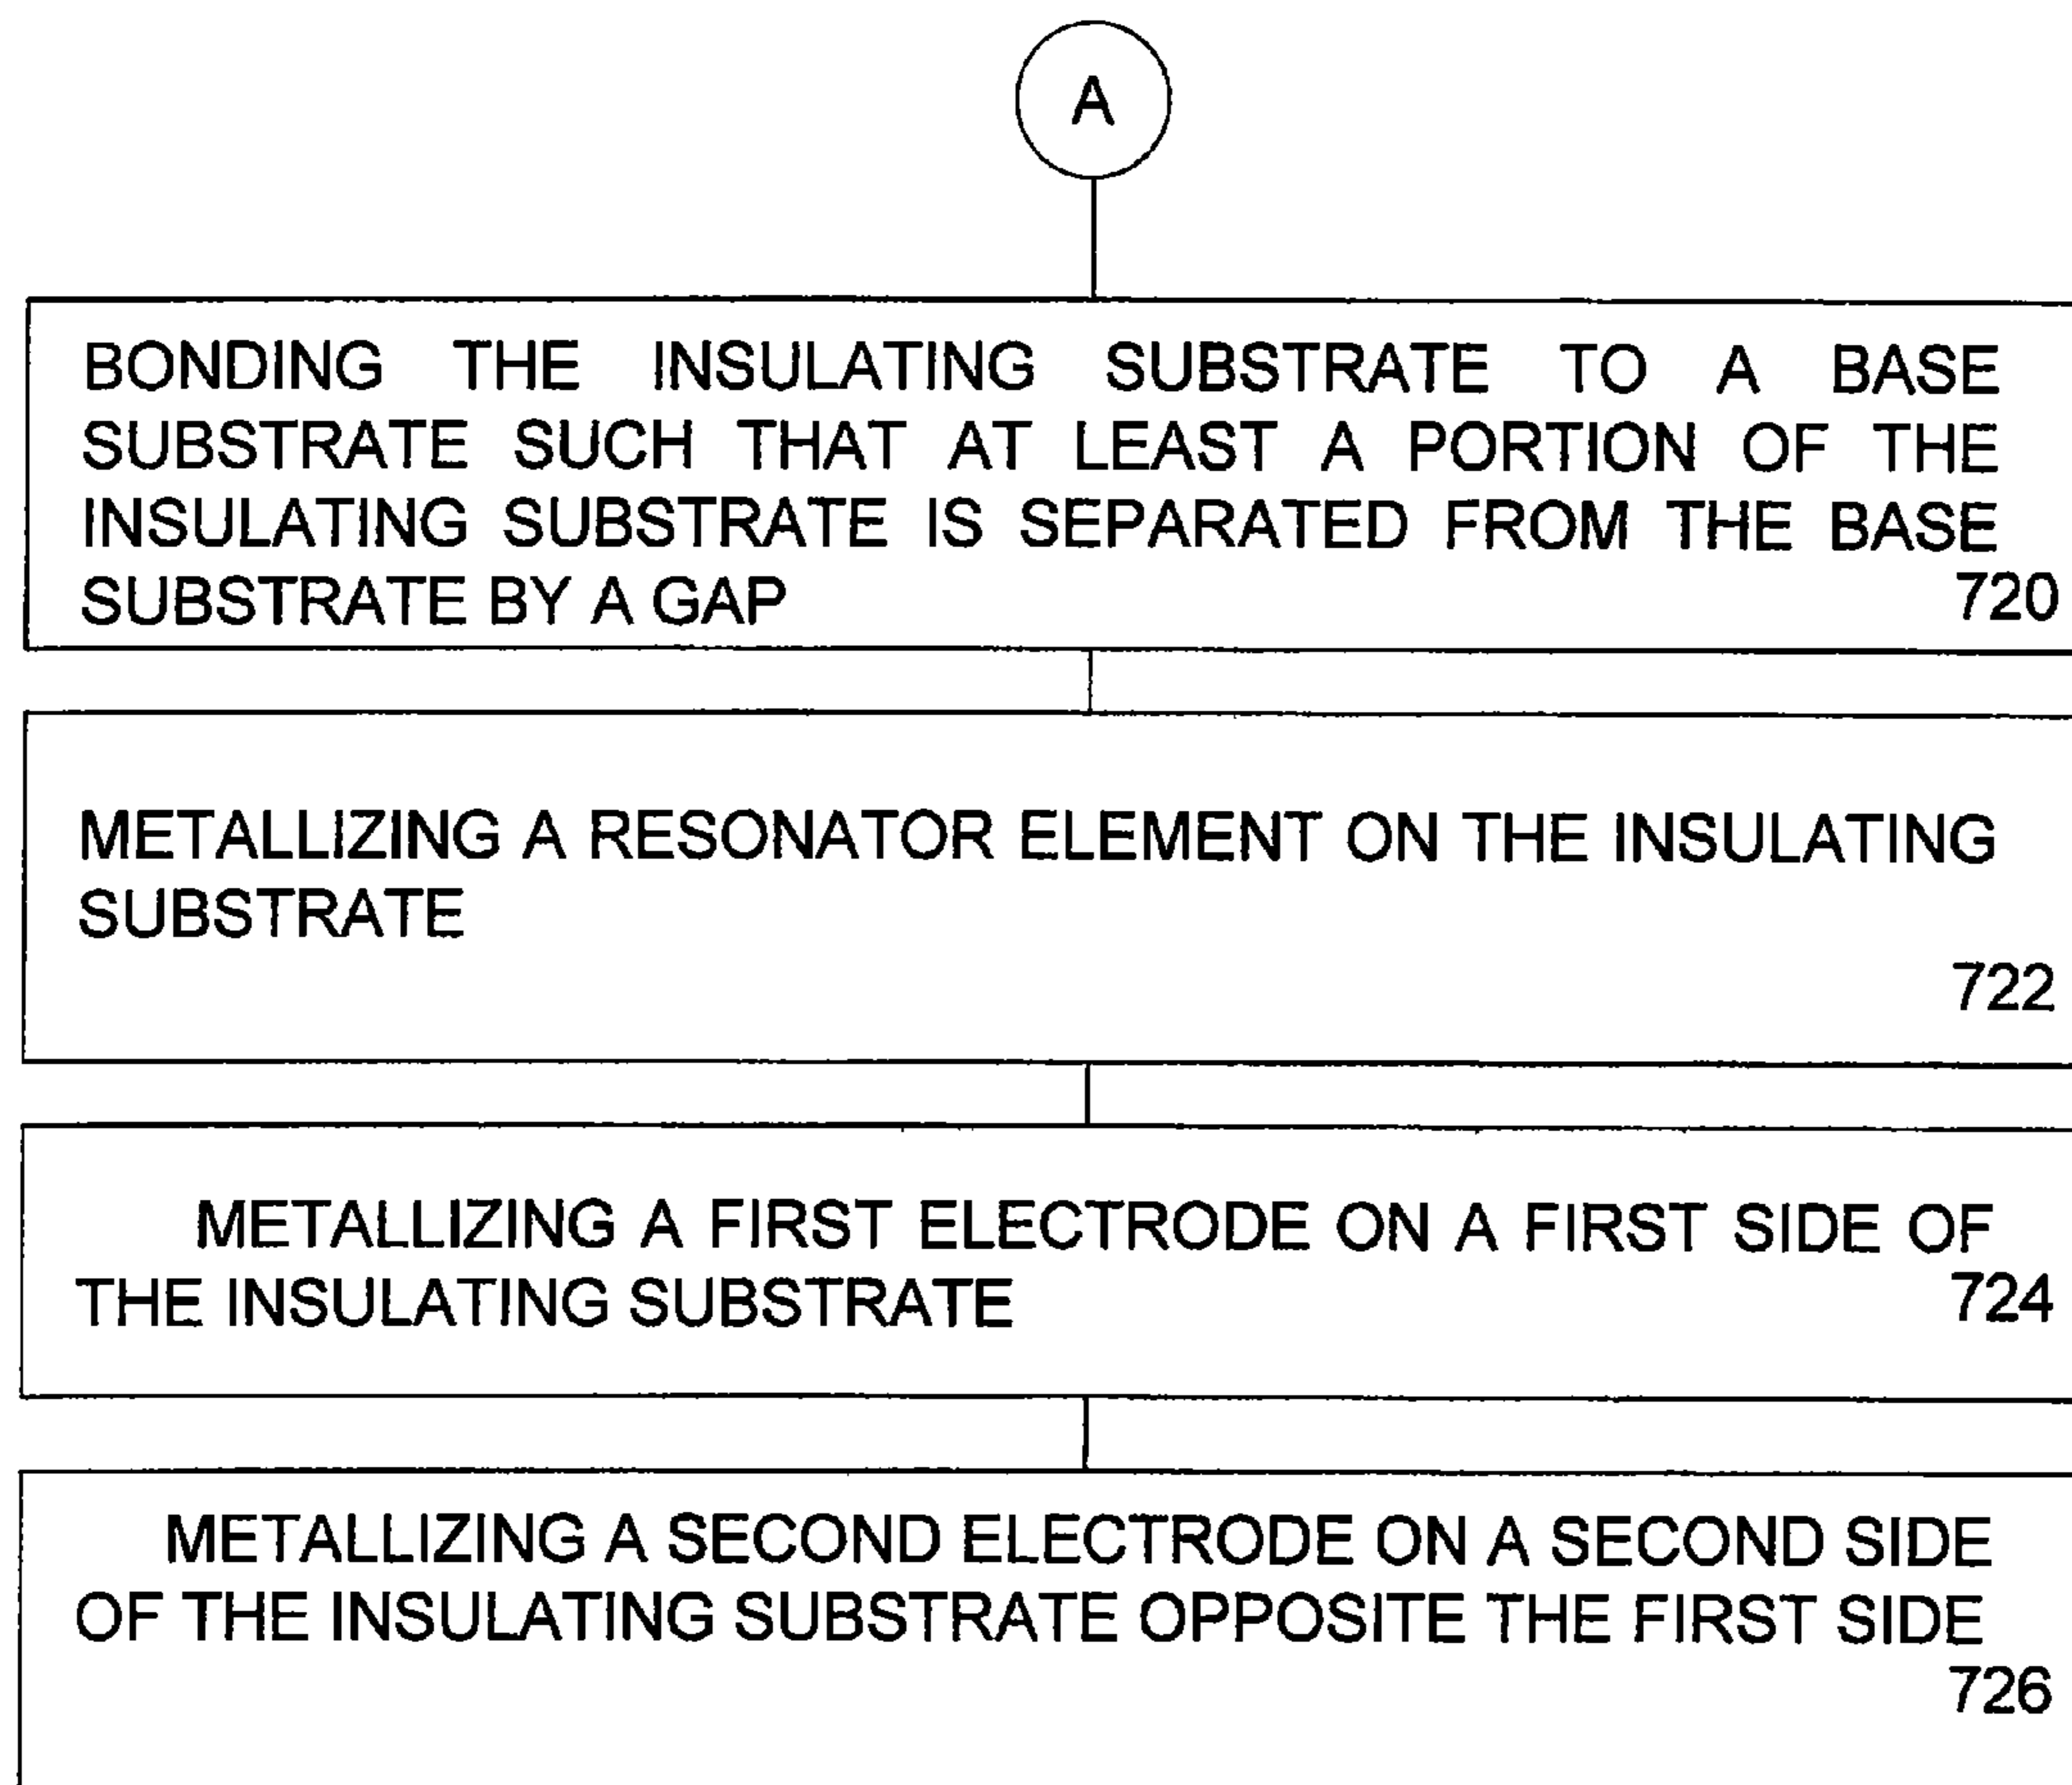 A
BONDING THE INSULATING SUBSTRATE TO A BASE
SUBSTRATE SUCH THAT AT LEAST A PORTION OF THE
INSULATING SUBSTRATE IS SEPARATED FROM THE BASE
SUBSTRATE BY A GAP 720
METALLIZING A RESONATOR ELEMENT ON THE INSULATING
SUBSTRATE
722
METALLIZING A FIRST ELECTRODE ON A FIRST SIDE OF
THE INSULATING SUBSTRATE 724
METALLIZING A SECOND ELECTRODE ON A SECOND SIDE
OF THE INSULATING SUBSTRATE OPPOSITE THE FIRST SIDE
726